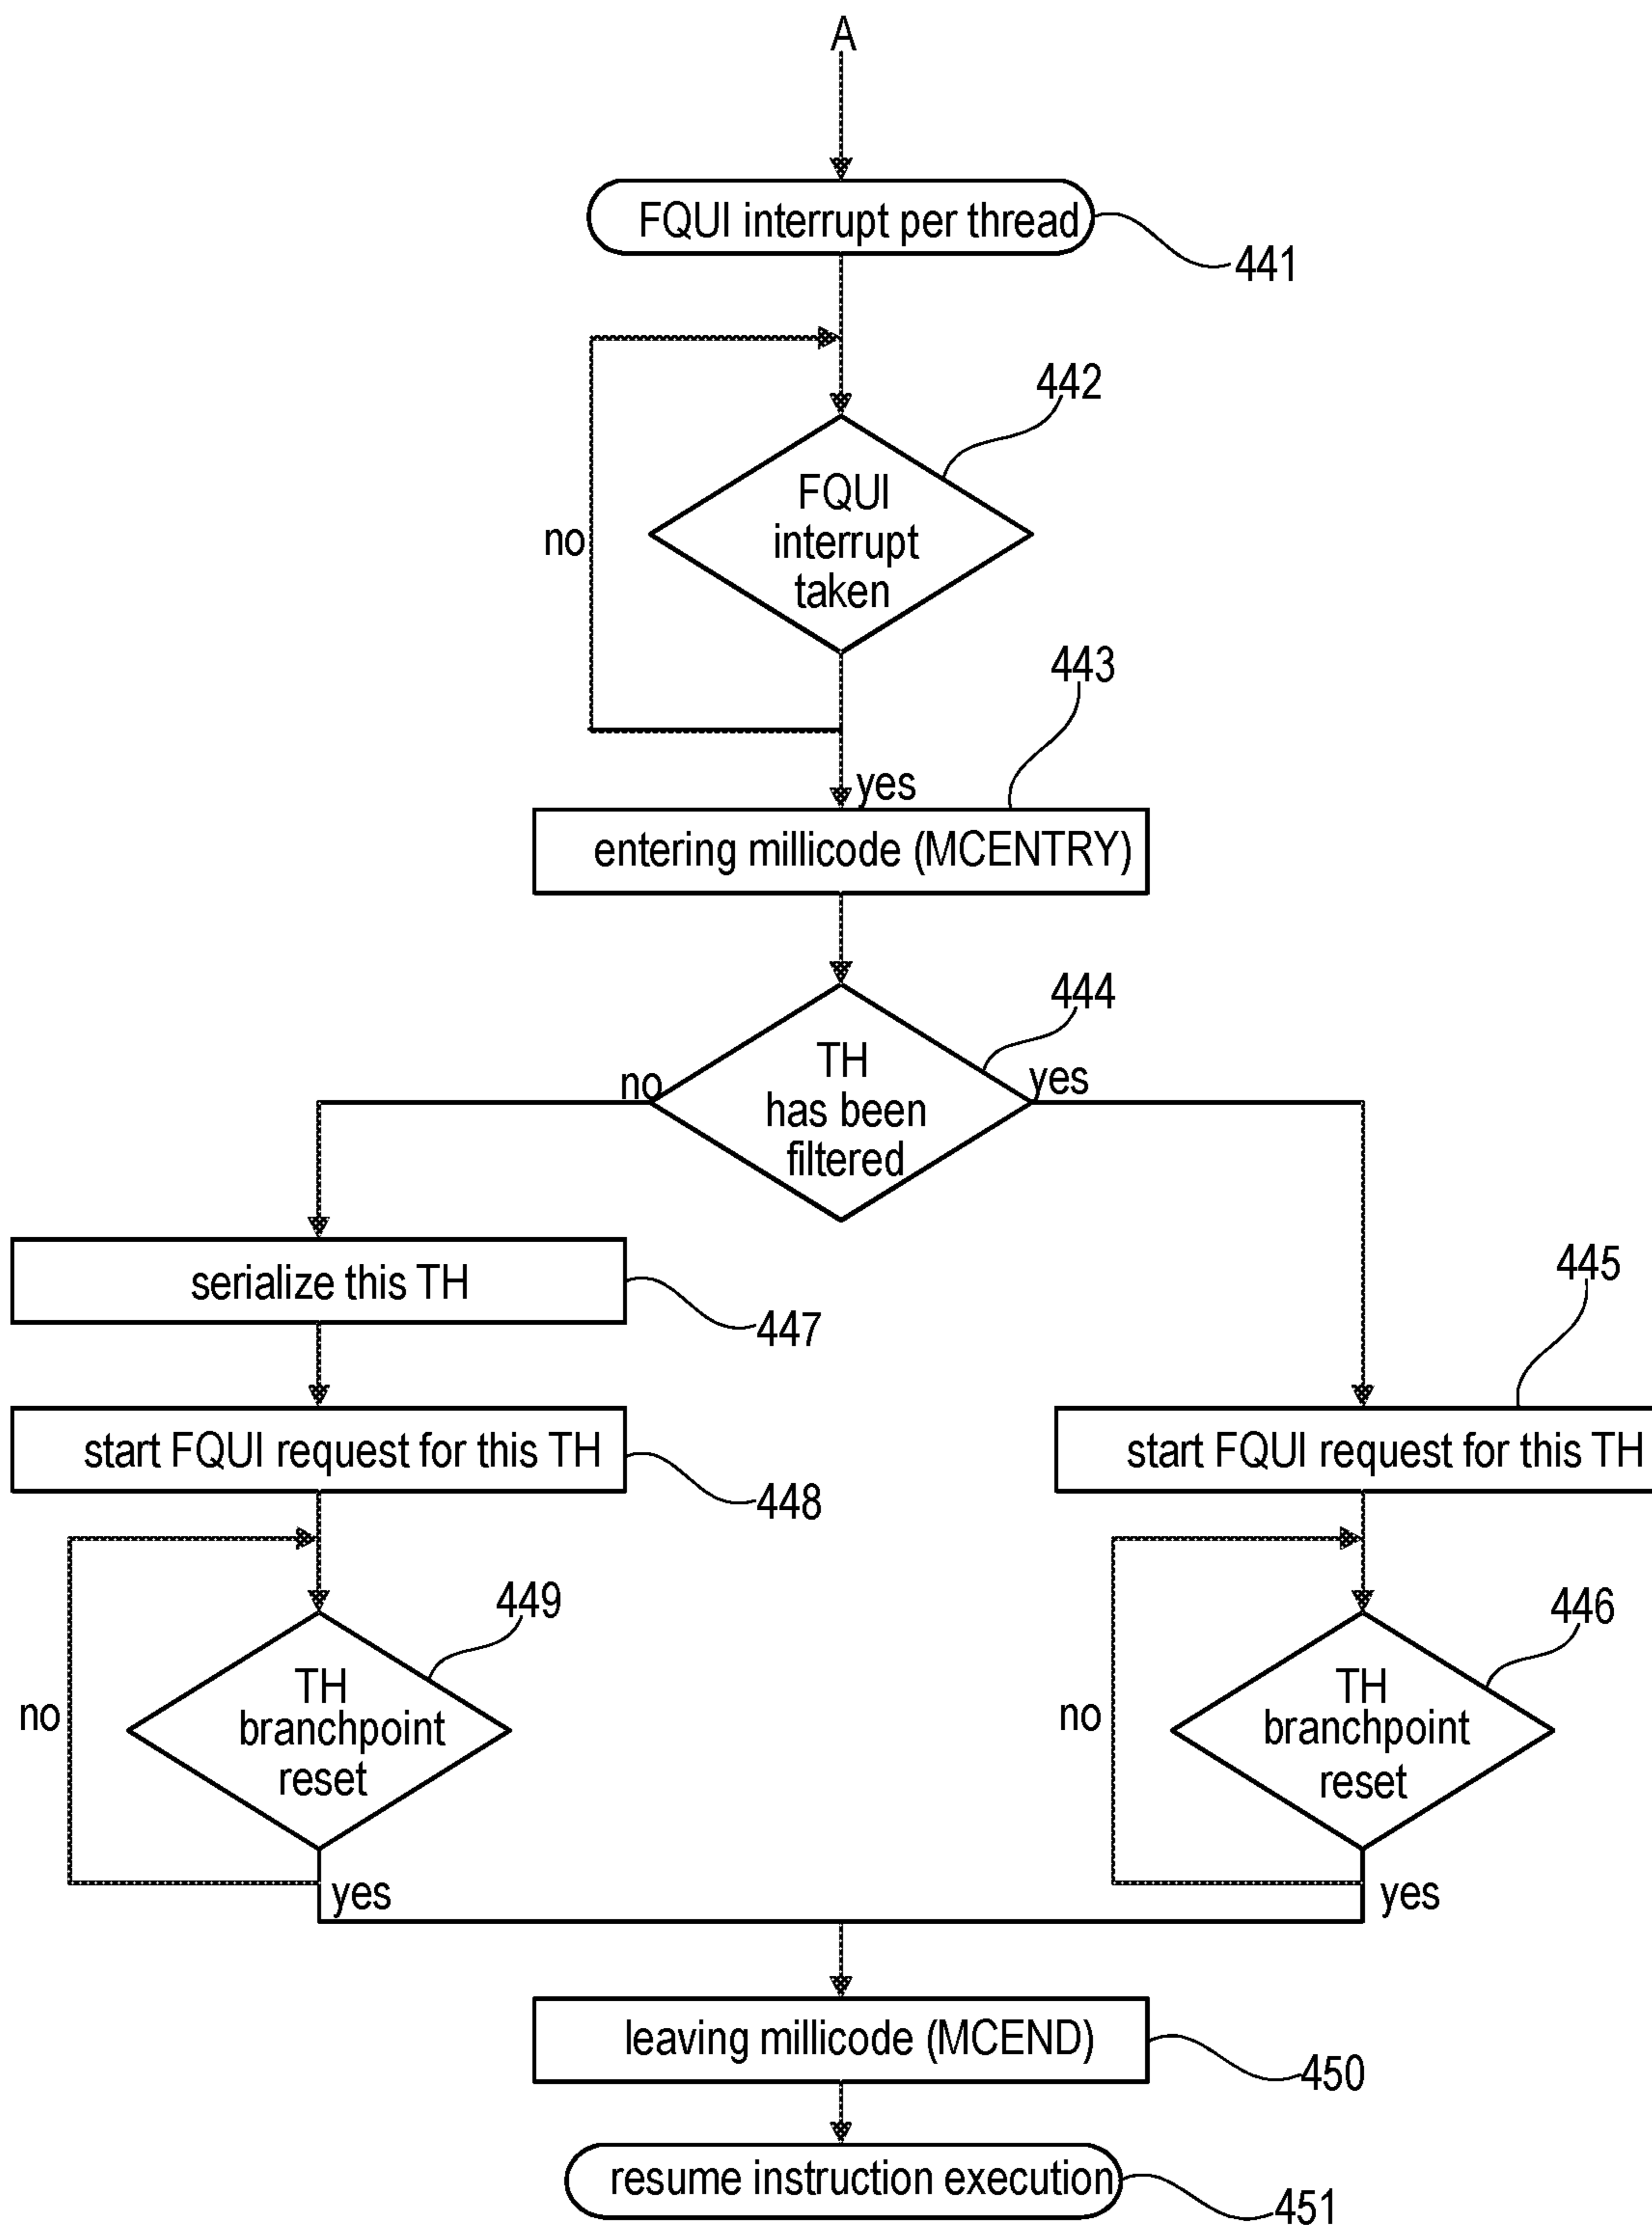 A
FQUI interrupt per thread
441
442
FQUI
interrupt
taken
no
443
yes
entering millicode (MCENTRY)
444
TH
has been
filtered
no
yes
445
serialize this TH
447
start FQUI request for this TH
448
start FQUI request for this TH
449
446
TH
branchpoint
reset
no
yes
TH
branchpoint
reset
no
yes
leaving millicode (MCEND)
450
resume instruction execution
451